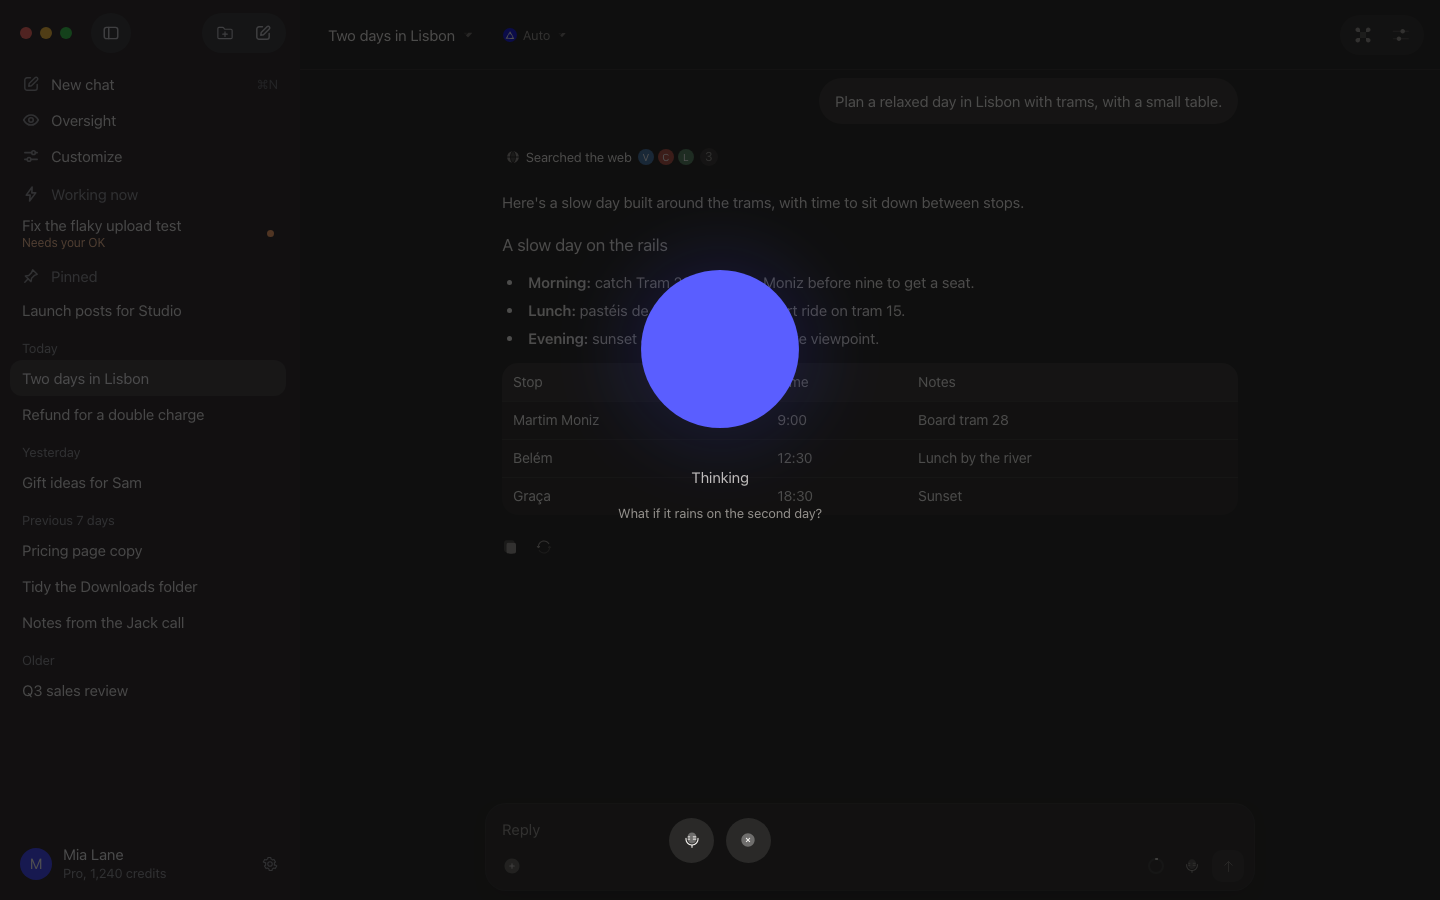 New chat
⌘N
Oversight
Customize
Working now
Fix the flaky upload test
Needs your OK
Pinned
Launch posts for Studio
Today
Two days in Lisbon
Refund for a double charge
Yesterday
Gift ideas for Sam
Previous 7 days
Pricing page copy
Tidy the Downloads folder
Notes from the Jack call
Older
Q3 sales review
M
Mia Lane
Pro, 1,240 credits
Two days in Lisbon
Auto
Plan a relaxed day in Lisbon with trams, with a small table.
Searched the web V C L 3
Here's a slow day built around the trams, with time to sit down between stops.
A slow day on the rails
Morning: catch Tram Moniz before nine to get a seat.
Lunch: pastéis de ride on tram 15.
Evening: sunset viewpoint.
Stop Notes
Martim Moniz 9:00 Board tram 28
Belém 12:30 Lunch by the river
Thinking
Graça 18:30 Sunset
What if it rains on the second day?
Reply